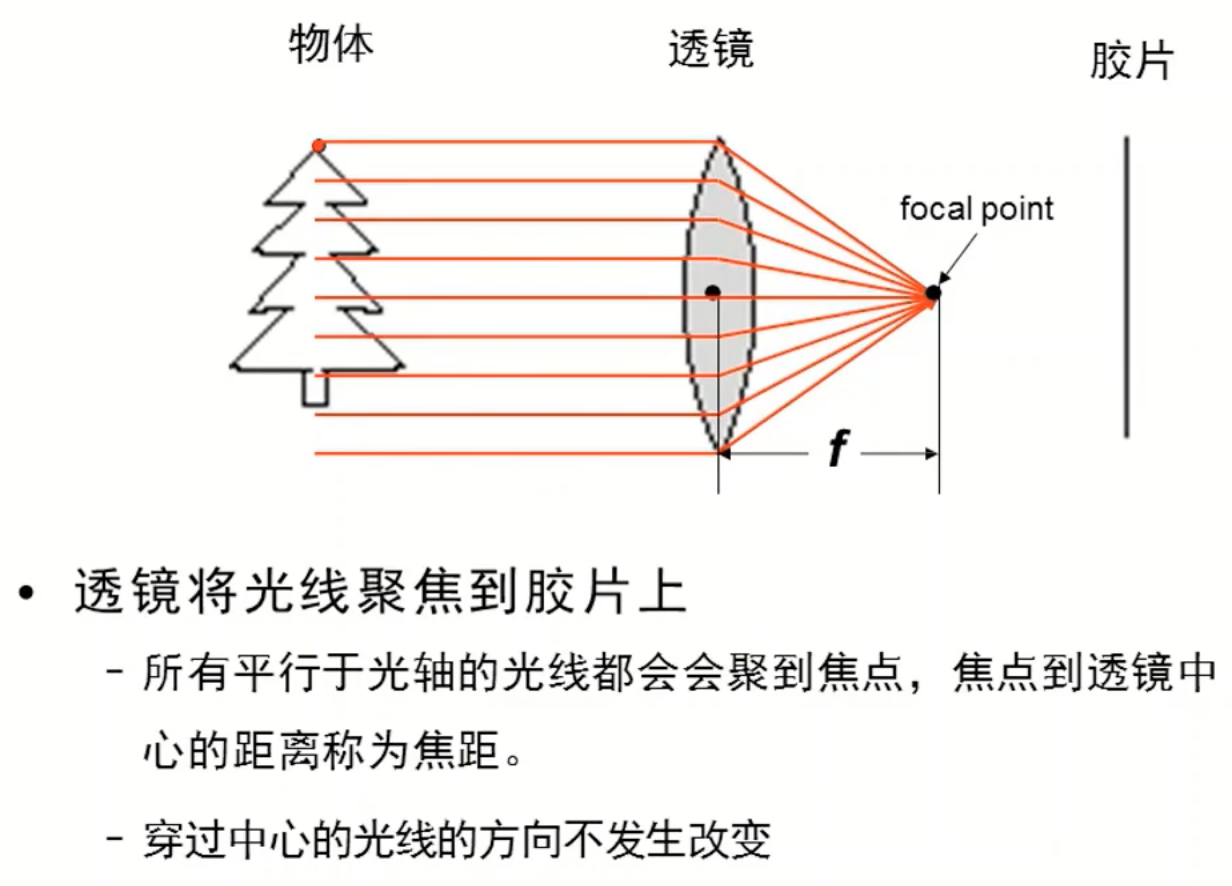 物体
透镜
胶片
focal point
f
• 透镜将光线聚焦到胶片上
- 所有平行于光轴的光线都会会聚到焦点，焦点到透镜中
心的距离称为焦距。
- 穿过中心的光线的方向不发生改变